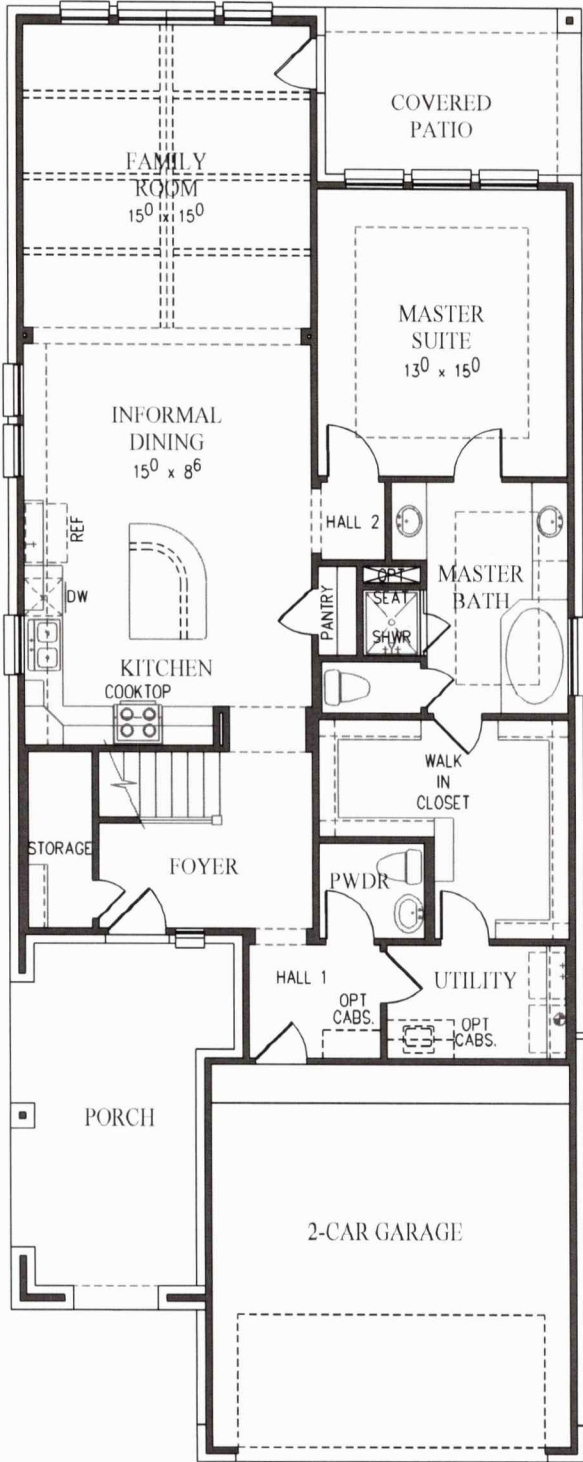 COVERED
PATIO
FAMILY
ROOM
15⁰ x 15⁰
MASTER
SUITE
13⁰ x 15⁰
INFORMAL
DINING
15⁰ x 8⁶
HALL 2
REF
DW
OPT
SEAT
MASTER
BATH
PANTRY
SHWR
KITCHEN
COOKTOP
WALK
IN
CLOSET
STORAGE
FOYER
PWDR
HALL 1
UTILITY
OPT
CABS.
OPT
CABS.
PORCH
2-CAR GARAGE